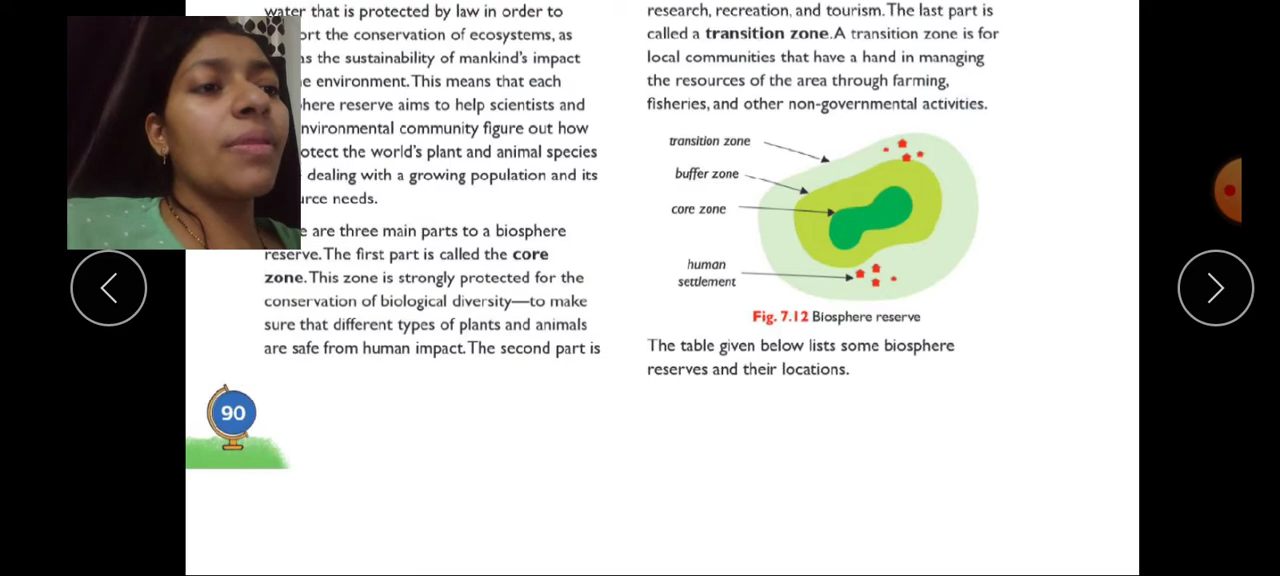 water that is protected by law in order to
ort the conservation of ecosystems, as
s the sustainability of mankind's impact
e environment. This means that each
here reserve aims to help scientists and
nvironmental community figure out how
otect the world's plant and animal species
dealing with a growing population and its
urce needs.
e are three main parts to a biosphere
reserve. The first part is called the core
zone. This zone is strongly protected for the
conservation of biological diversity—to make
sure that different types of plants and animals
are safe from human impact. The second part is
90
research, recreation, and tourism. The last part is
called a transition zone. A transition zone is for
local communities that have a hand in managing
the resources of the area through farming,
fisheries, and other non-governmental activities.
transition zone
buffer zone
core zone
human
settlement
Fig. 7.12 Biosphere reserve
The table given below lists some biosphere
reserves and their locations.